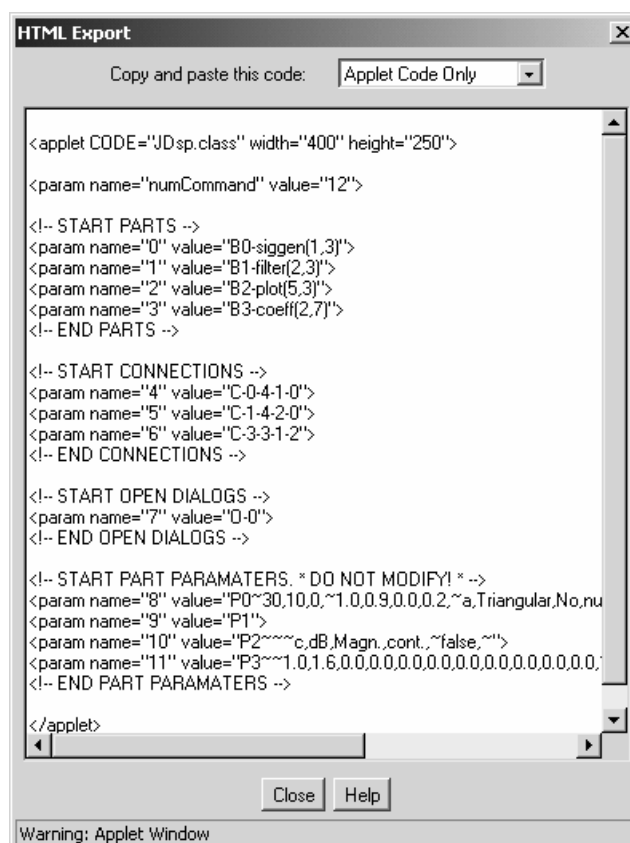 HTML Export
Copy and paste this code: Applet Code Only
<applet CODE="JDsp.class" width="400" height="250">
<param name="numCommand" value="12">
<!-- START PARTS -->
<param name="0" value="B0-siggen(1,3)">
<param name="1" value="B1-filter(2,3)">
<param name="2" value="B2-plot(5,3)">
<param name="3" value="B3-coeff(2,7)">
<!-- END PARTS -->
<!-- START CONNECTIONS -->
<param name="4" value="C-0-4-1-0">
<param name="5" value="C-1-4-2-0">
<param name="6" value="C-3-3-1-2">
<!-- END CONNECTIONS -->
<!-- START OPEN DIALOGS -->
<param name="7" value="O-0">
<!-- END OPEN DIALOGS -->
<!-- START PART PARAMATERS. * DO NOT MODIFY! * -->
<param name="8" value="P0~30,10,0,~1.0,0.9,0.0,0.2,~a,Triangular,No,nu
<param name="9" value="P1">
<param name="10" value="P2~~~c,dB,Magn.,cont.,~false,~">
<param name="11" value="P3~~1.0,1.6,0.0,0.0,0.0,0.0,0.0,0.0,0.0,0.0,0.0,
<!-- END PART PARAMATERS -->
</applet>
Close Help
Warning: Applet Window